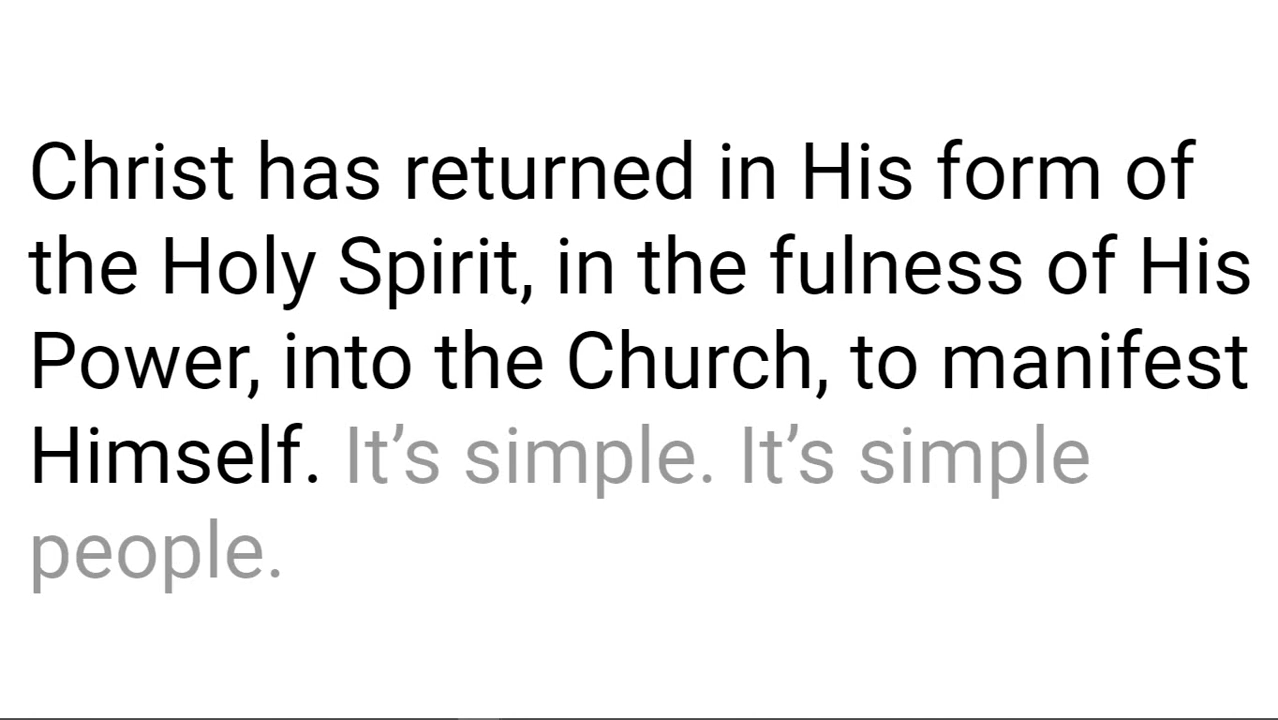 Christ has returned in His form of
the Holy Spirit, in the fulness of His
Power, into the Church, to manifest
Himself. It’s simple. It’s simple
people.